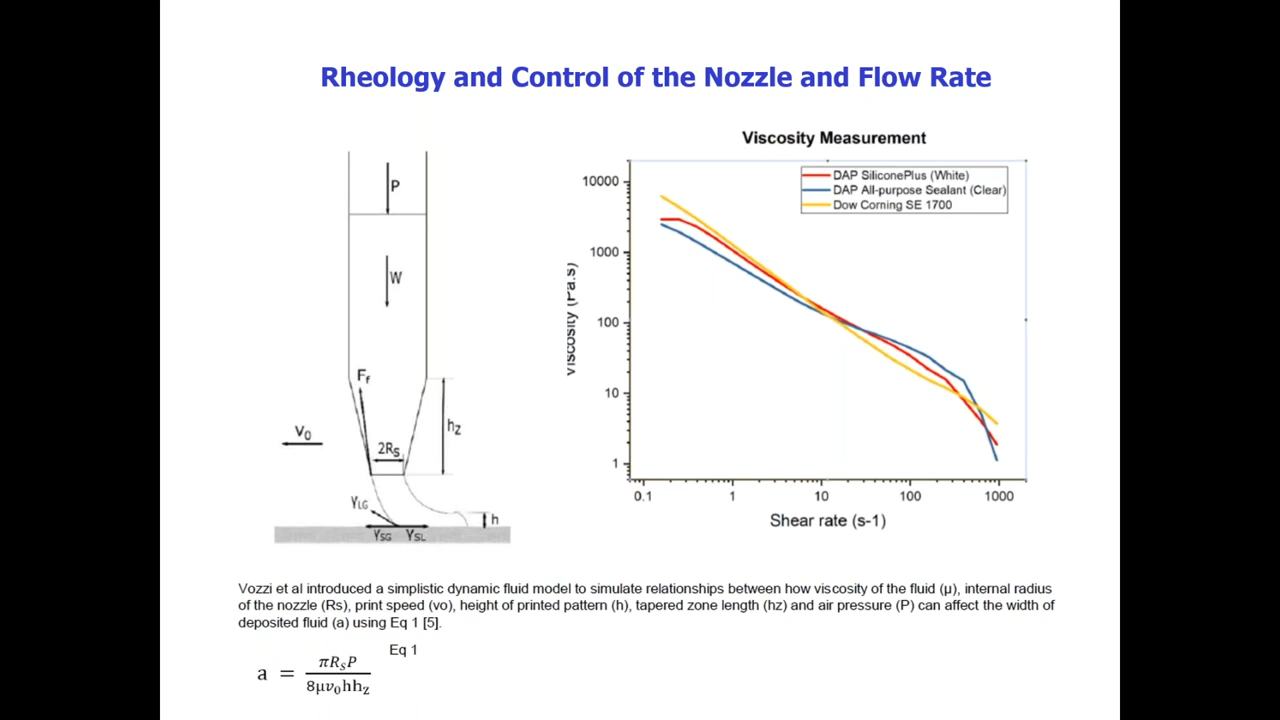 Rheology and Control of the Nozzle and Flow Rate
P
W
Ff
hz
V0
2Rs
γLG
h
γSG γSL
Viscosity Measurement
DAP SiliconePlus (White)
DAP All-purpose Sealant (Clear)
Dow Corning SE 1700
10000
1000
100
10
1
Viscosity (Pa.s)
0.1 1 10 100 1000
Shear rate (s-1)
Vozzi et al introduced a simplistic dynamic fluid model to simulate relationships between how viscosity of the fluid (μ), internal radius
of the nozzle (Rs), print speed (vo), height of printed pattern (h), tapered zone length (hz) and air pressure (P) can affect the width of
deposited fluid (a) using Eq 1 [5].
Eq 1
a = πRSP / 8μv0hhz